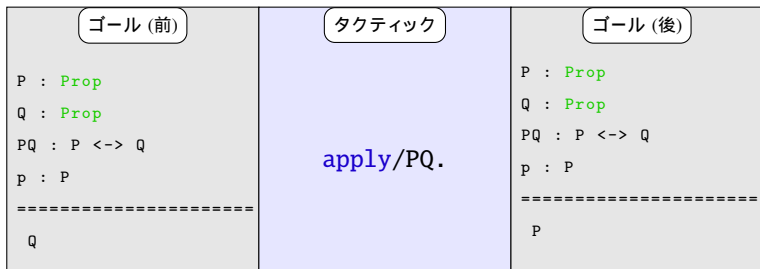 ゴール (前)
P : Prop
Q : Prop
PQ : P <-> Q
p : P
======================
Q
タクティック
apply/PQ.
ゴール (後)
P : Prop
Q : Prop
PQ : P <-> Q
p : P
======================
P